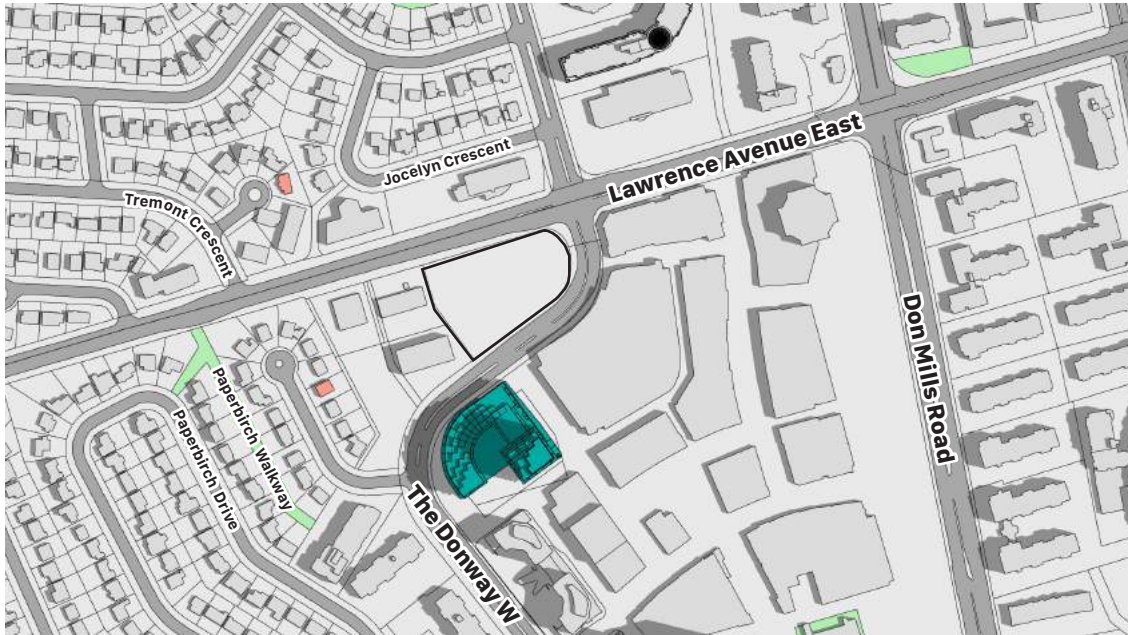 Lawrence Avenue East
Jocelyn Crescent
Tremont Crescent
Don Mills Road
Paperbirch Walkway
Paperbirch Drive
The Donway W